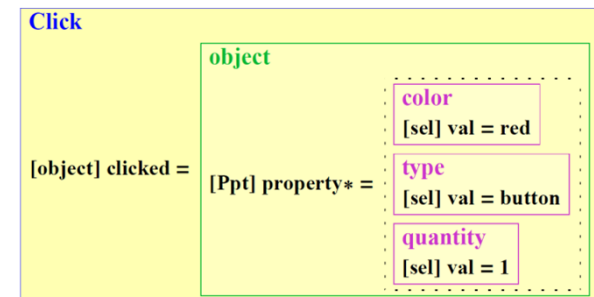 Click
object
color
[sel] val = red
[object] clicked =
[Ppt] property* =
type
[sel] val = button
quantity
[sel] val = 1